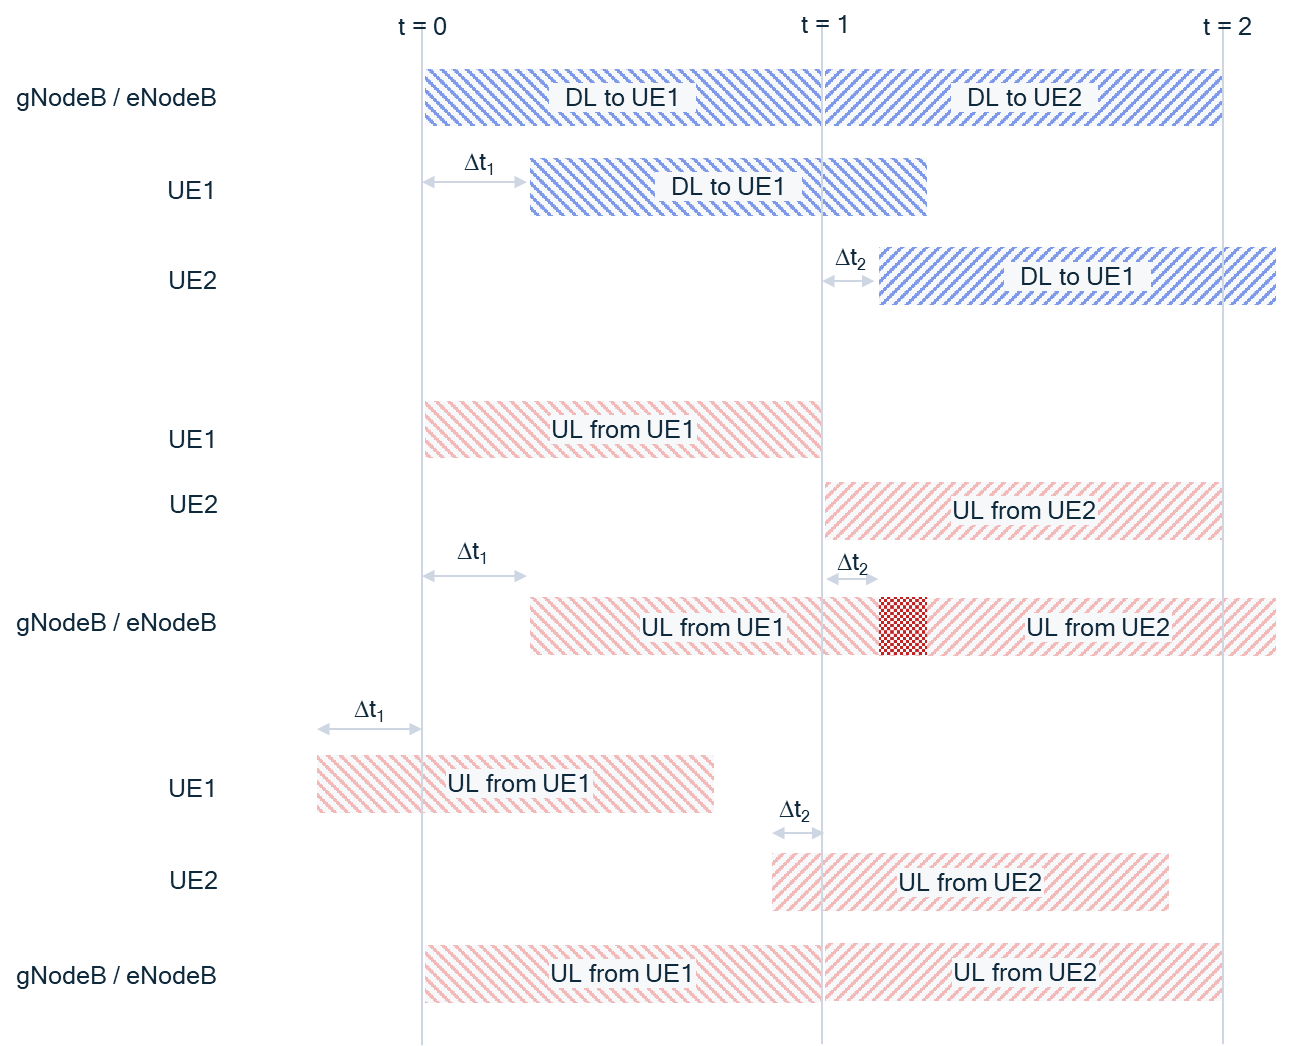 t = 0
t = 1
t = 2
gNodeB / eNodeB
DL to UE1
DL to UE2
Δt1
UE1
DL to UE1
Δt2
UE2
DL to UE1
UE1
UL from UE1
UE2
UL from UE2
Δt1
Δt2
gNodeB / eNodeB
UL from UE1
UL from UE2
Δt1
UE1
UL from UE1
Δt2
UE2
UL from UE2
gNodeB / eNodeB
UL from UE1
UL from UE2